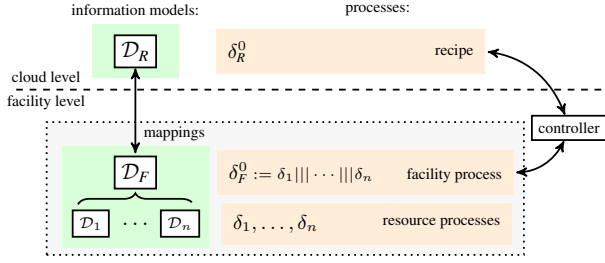 information models: processes:
𝒟_R δ_R^0 recipe
cloud level
facility level
controller
mappings
𝒟_F δ_F^0 := δ_1||| ··· |||δ_n facility process
𝒟_1 ··· 𝒟_n δ_1, . . . , δ_n resource processes